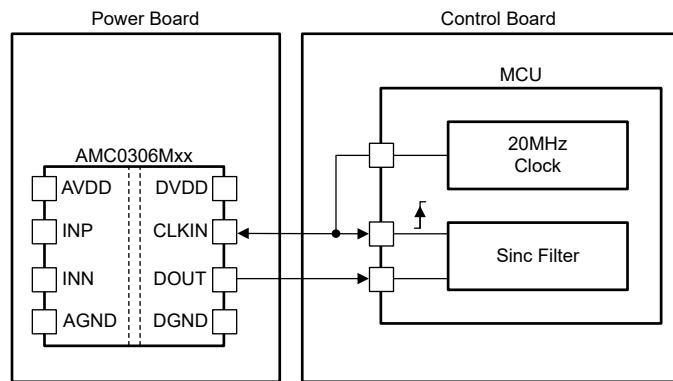 Power Board
Control Board
MCU
20MHz
Clock
AMC0306Mxx
AVDD
DVDD
INP
CLKIN
Sinc Filter
INN
DOUT
AGND
DGND